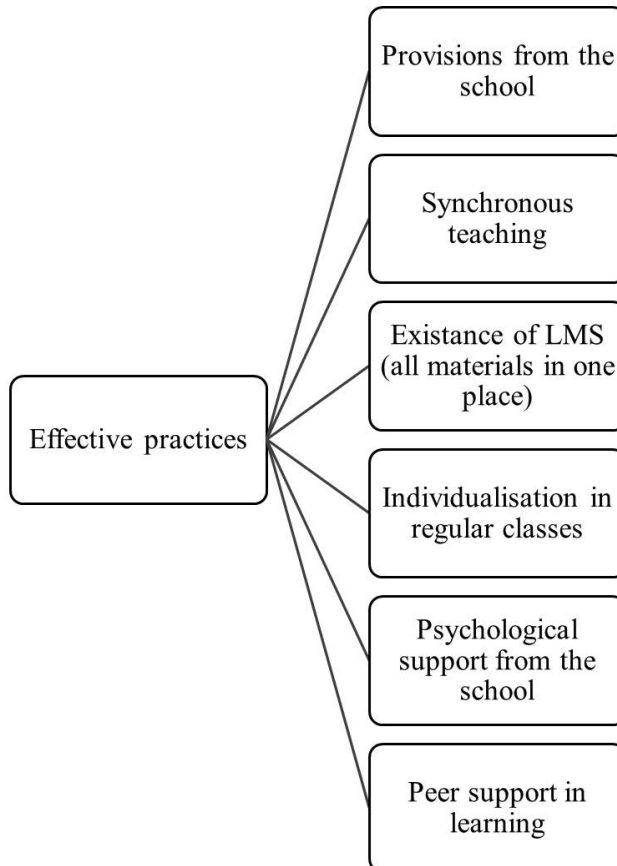 Provisions from the
school
Synchronous
teaching
Existance of LMS
(all materials in one
place)
Effective practices
Individualisation in
regular classes
Psychological
support from the
school
Peer support in
learning